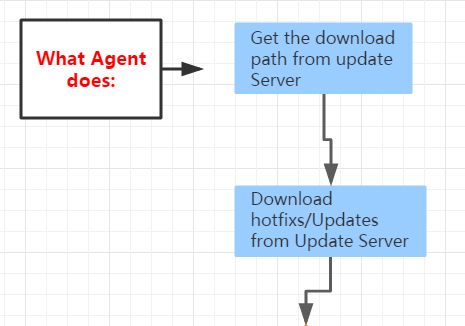 What Agent
does:
Get the download
path from update
Server
Download
hotfixs/Updates
from Update Server